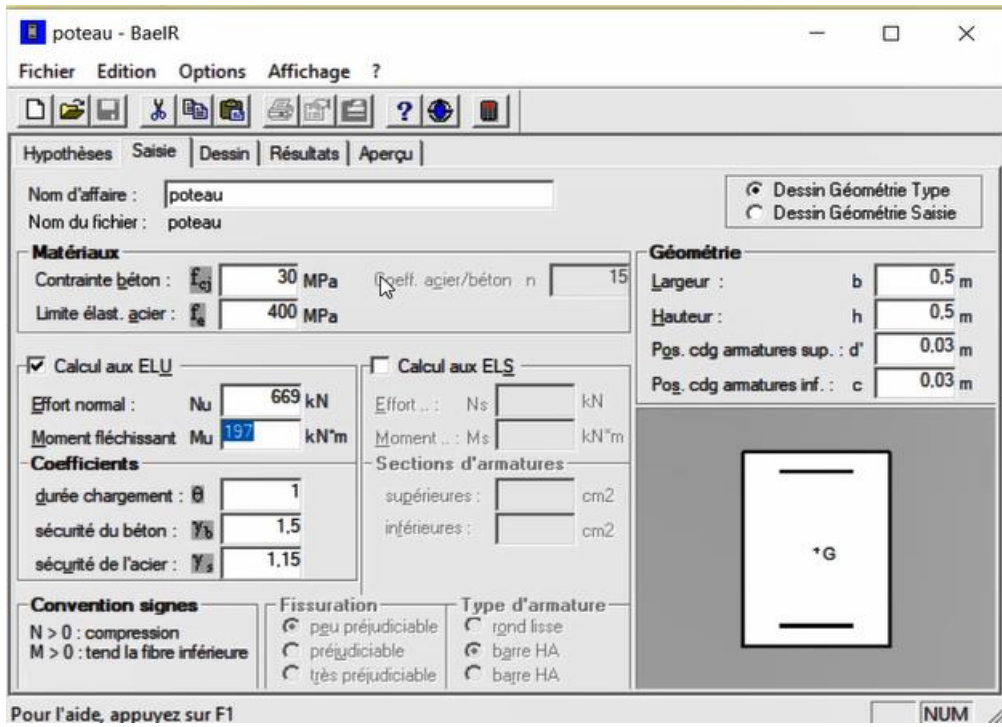 poteau - BaelR
Fichier Edition Options Affichage ?
Hypothèses Saisie Dessin Résultats Aperçu
Nom d'affaire : poteau
Nom du fichier : poteau
Dessin Géométrie Type
Dessin Géométrie Saisie
Matériaux
Contrainte béton : fcj 30 MPa
Coeff. acier/béton n 15
Limite élast. acier : fe 400 MPa
Géométrie
Largeur : b 0,5 m
Hauteur : h 0,5 m
Pos. cdg armatures sup. : d' 0.03 m
Pos. cdg armatures inf. : c 0.03 m
Calcul aux ELU
Effort normal : Nu 669 kN
Moment fléchissant Mu 197 kN*m
Coefficients
durée chargement : θ 1
sécurité du béton : γb 1,5
sécurité de l'acier : γs 1.15
Calcul aux ELS
Effort .. : Ns kN
Moment .. : Ms kN*m
Sections d'armatures
supérieures : cm2
inférieures : cm2
Convention signes
N > 0 : compression
M > 0 : tend la fibre inférieure
Fissuration
peu préjudiciable
préjudiciable
très préjudiciable
Type d'armature
rond lisse
barre HA
barre HA
+G
Pour l'aide, appuyez sur F1
NUM